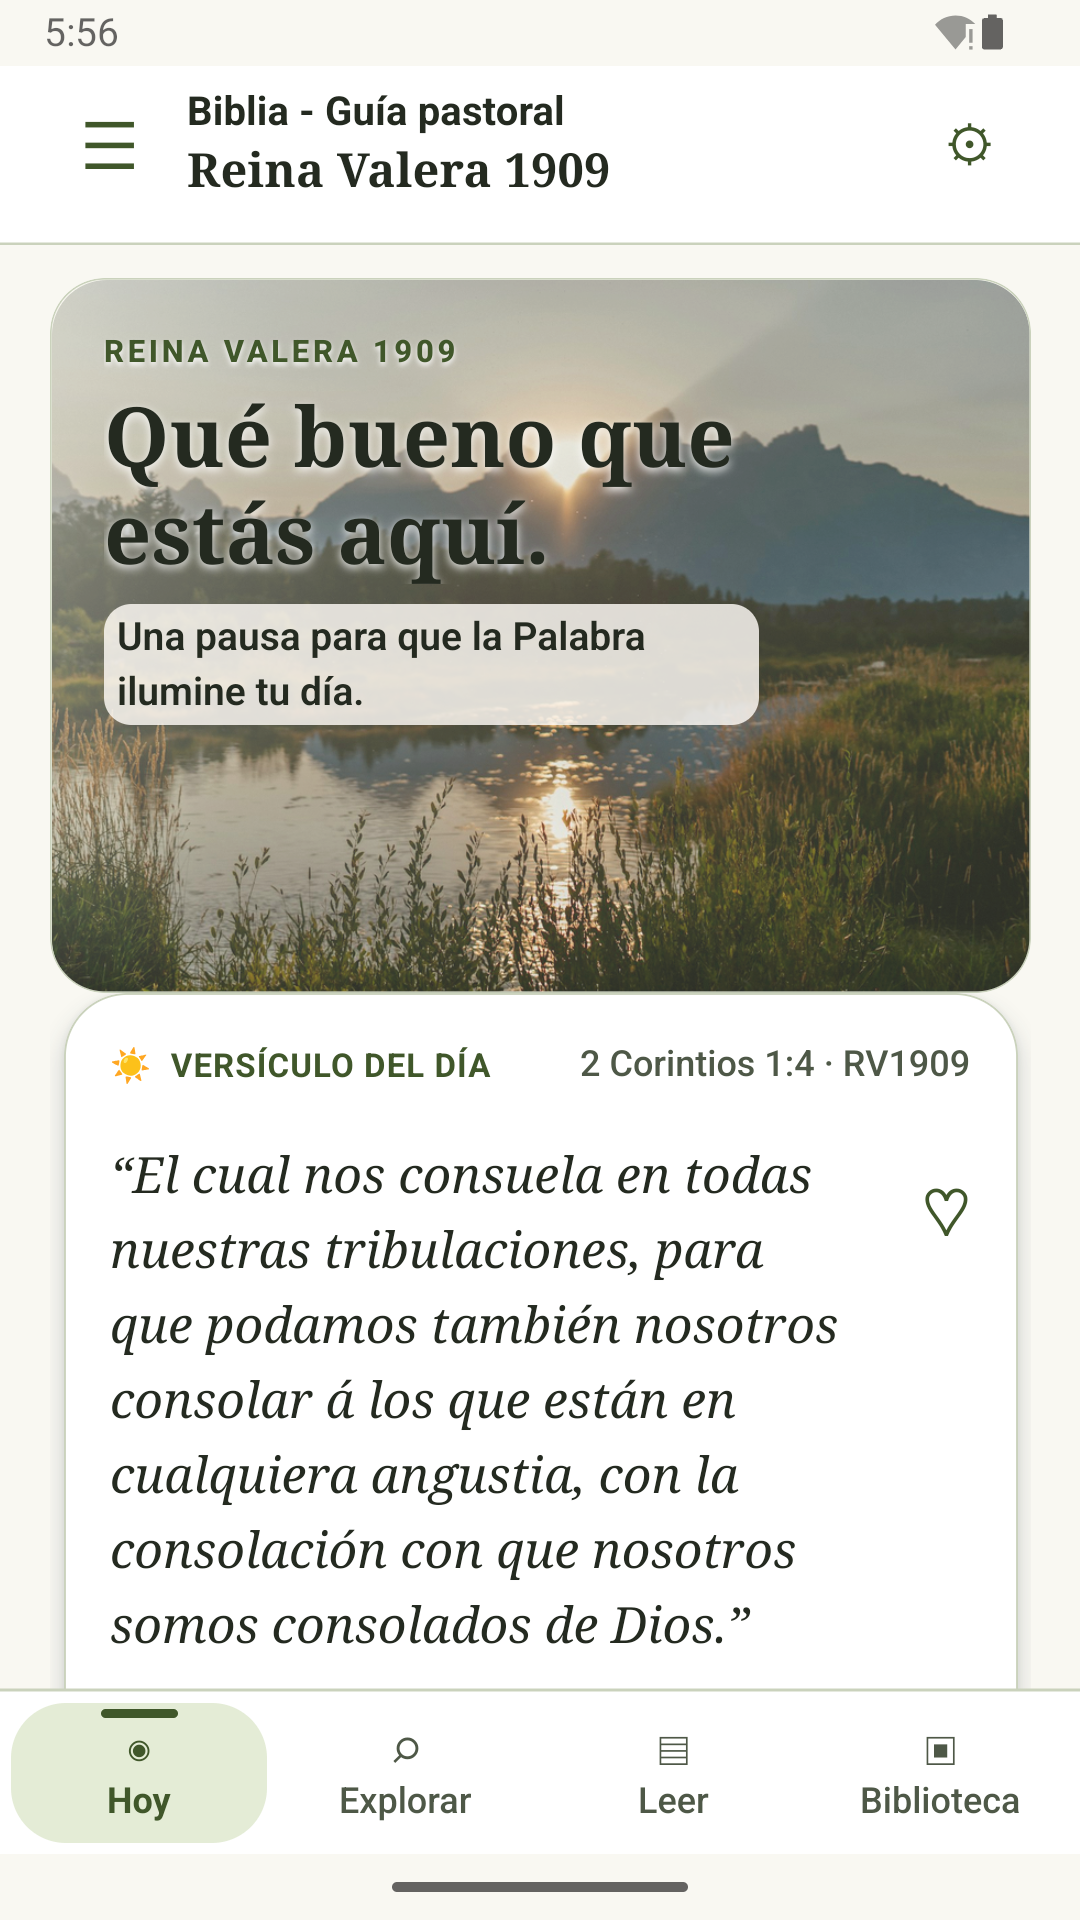 5:56
Biblia - Guía pastoral
Reina Valera 1909
REINA VALERA 1909
Qué bueno que
estás aquí.
Una pausa para que la Palabra
ilumine tu día.
VERSÍCULO DEL DÍA
2 Corintios 1:4 · RV1909
“El cual nos consuela en todas
nuestras tribulaciones, para
que podamos también nosotros
consolar á los que están en
cualquiera angustia, con la
consolación con que nosotros
somos consolados de Dios.”
Hoy
Explorar
Leer
Biblioteca